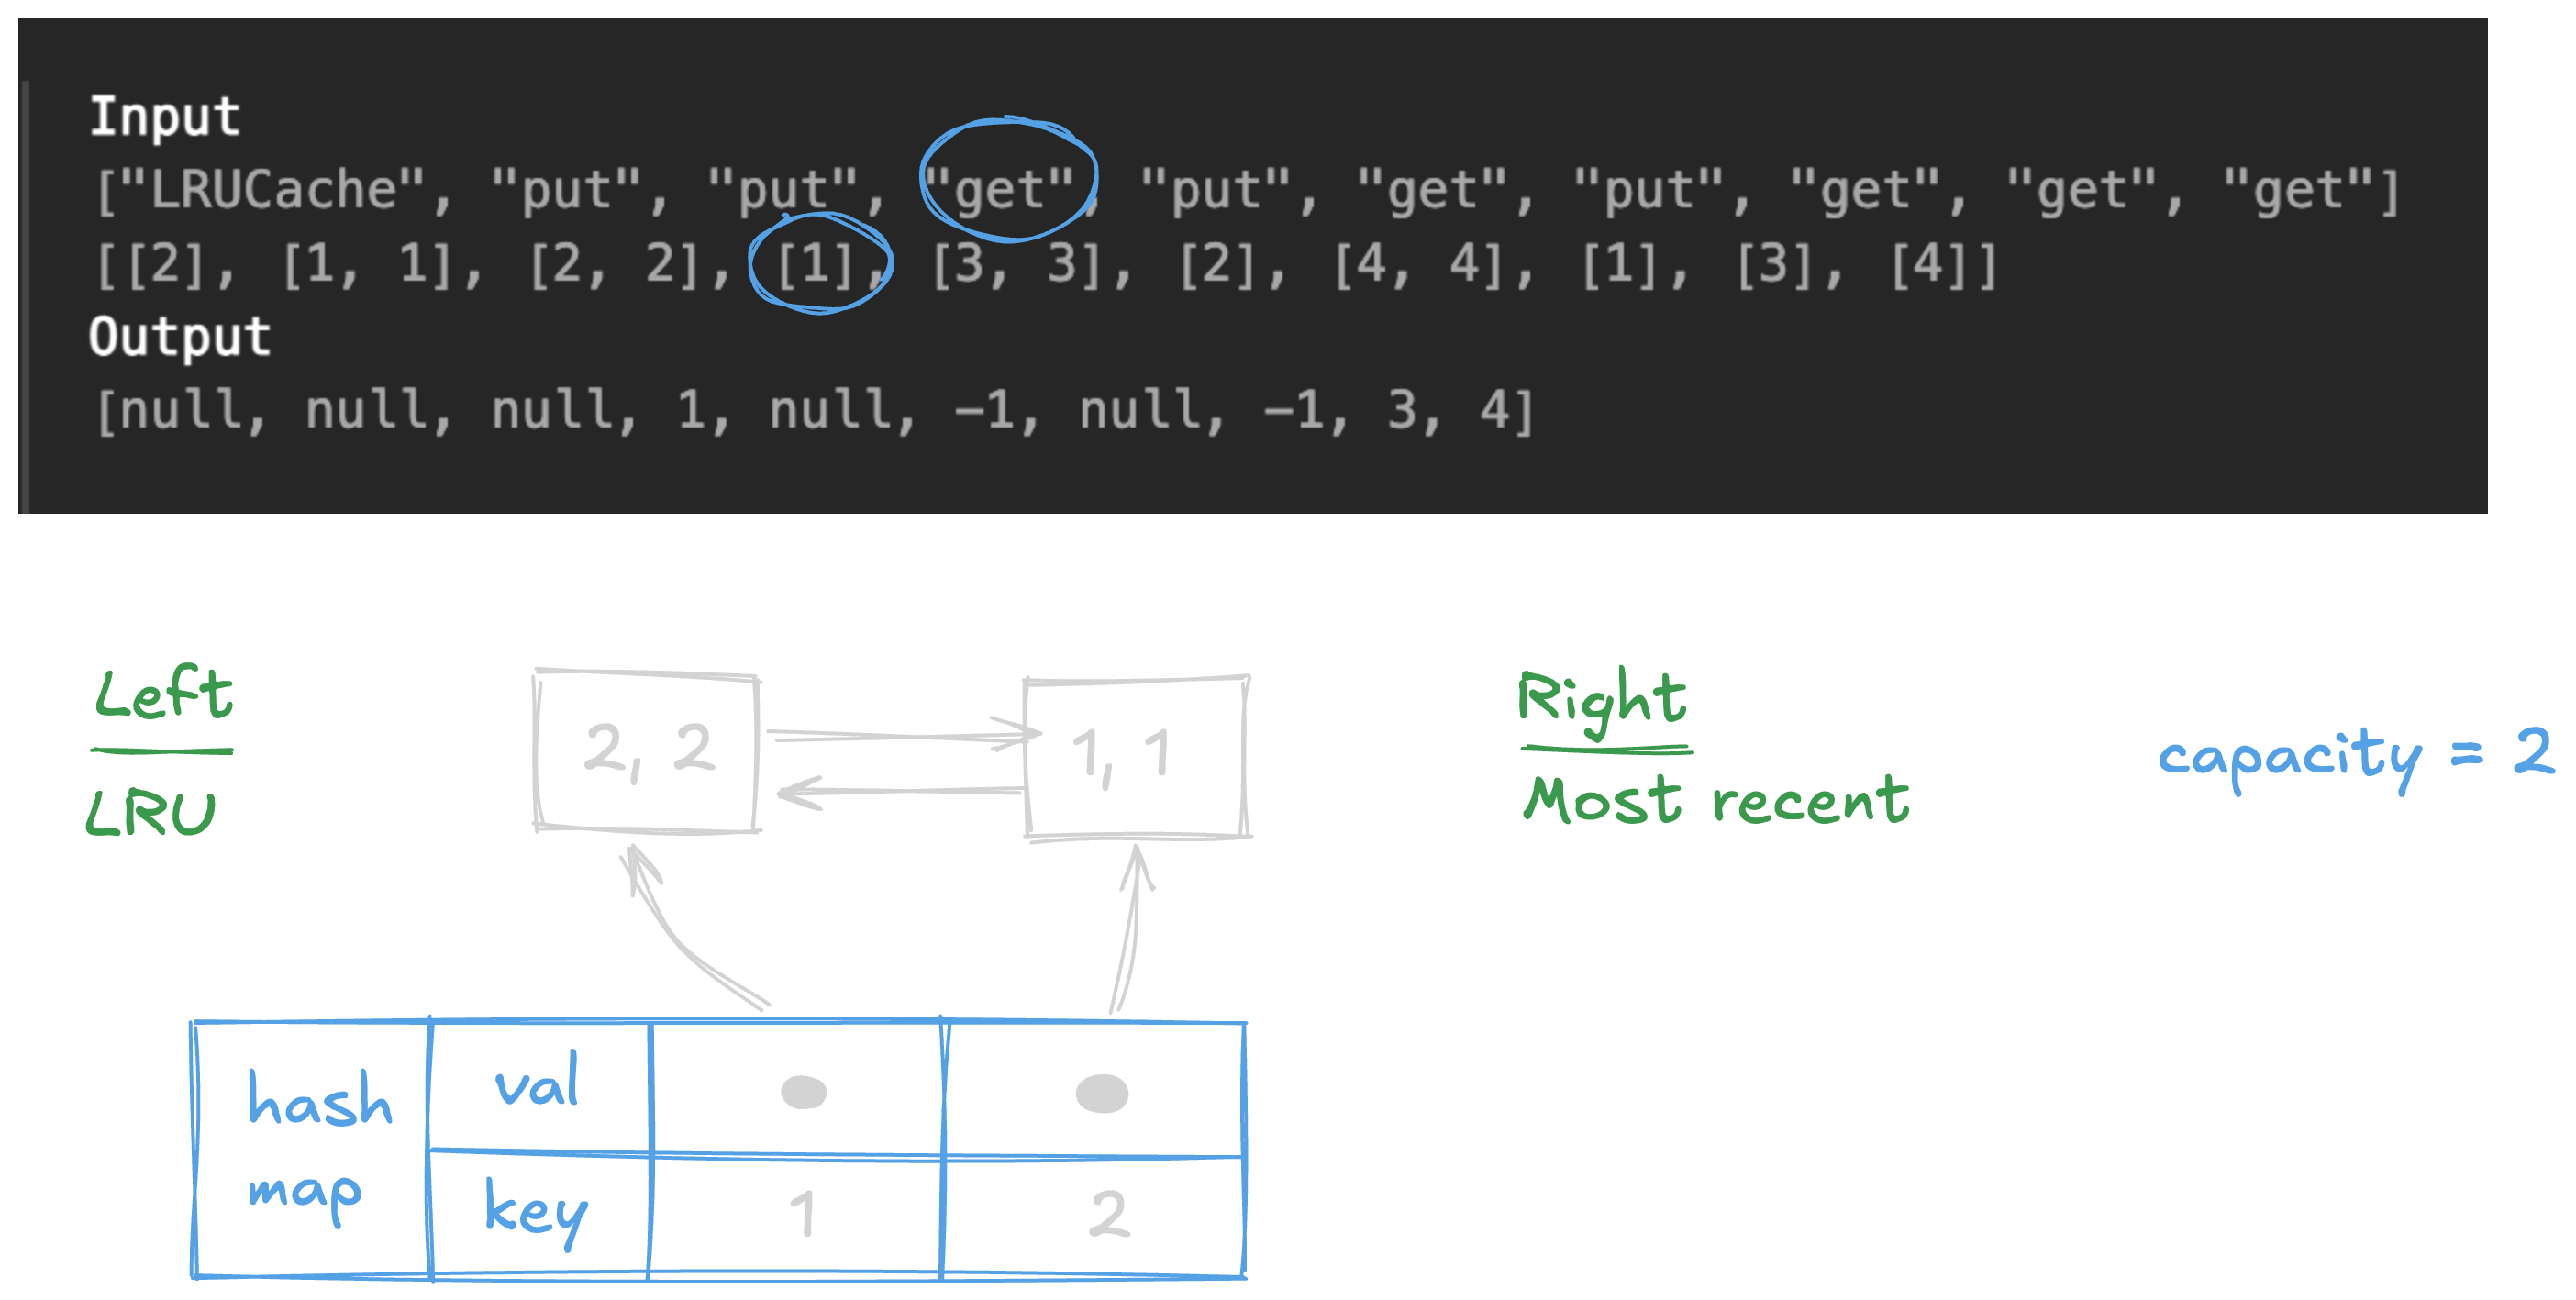 Input
["LRUCache", "put", "put", "get", "put", "get", "put", "get", "get", "get"]
[[2], [1, 1], [2, 2], [1], [3, 3], [2], [4, 4], [1], [3], [4]]
Output
[null, null, null, 1, null, −1, null, −1, 3, 4]
Left
LRU
2, 2
1, 1
Right
Most recent
capacity = 2
hash
map
val
key
1
2